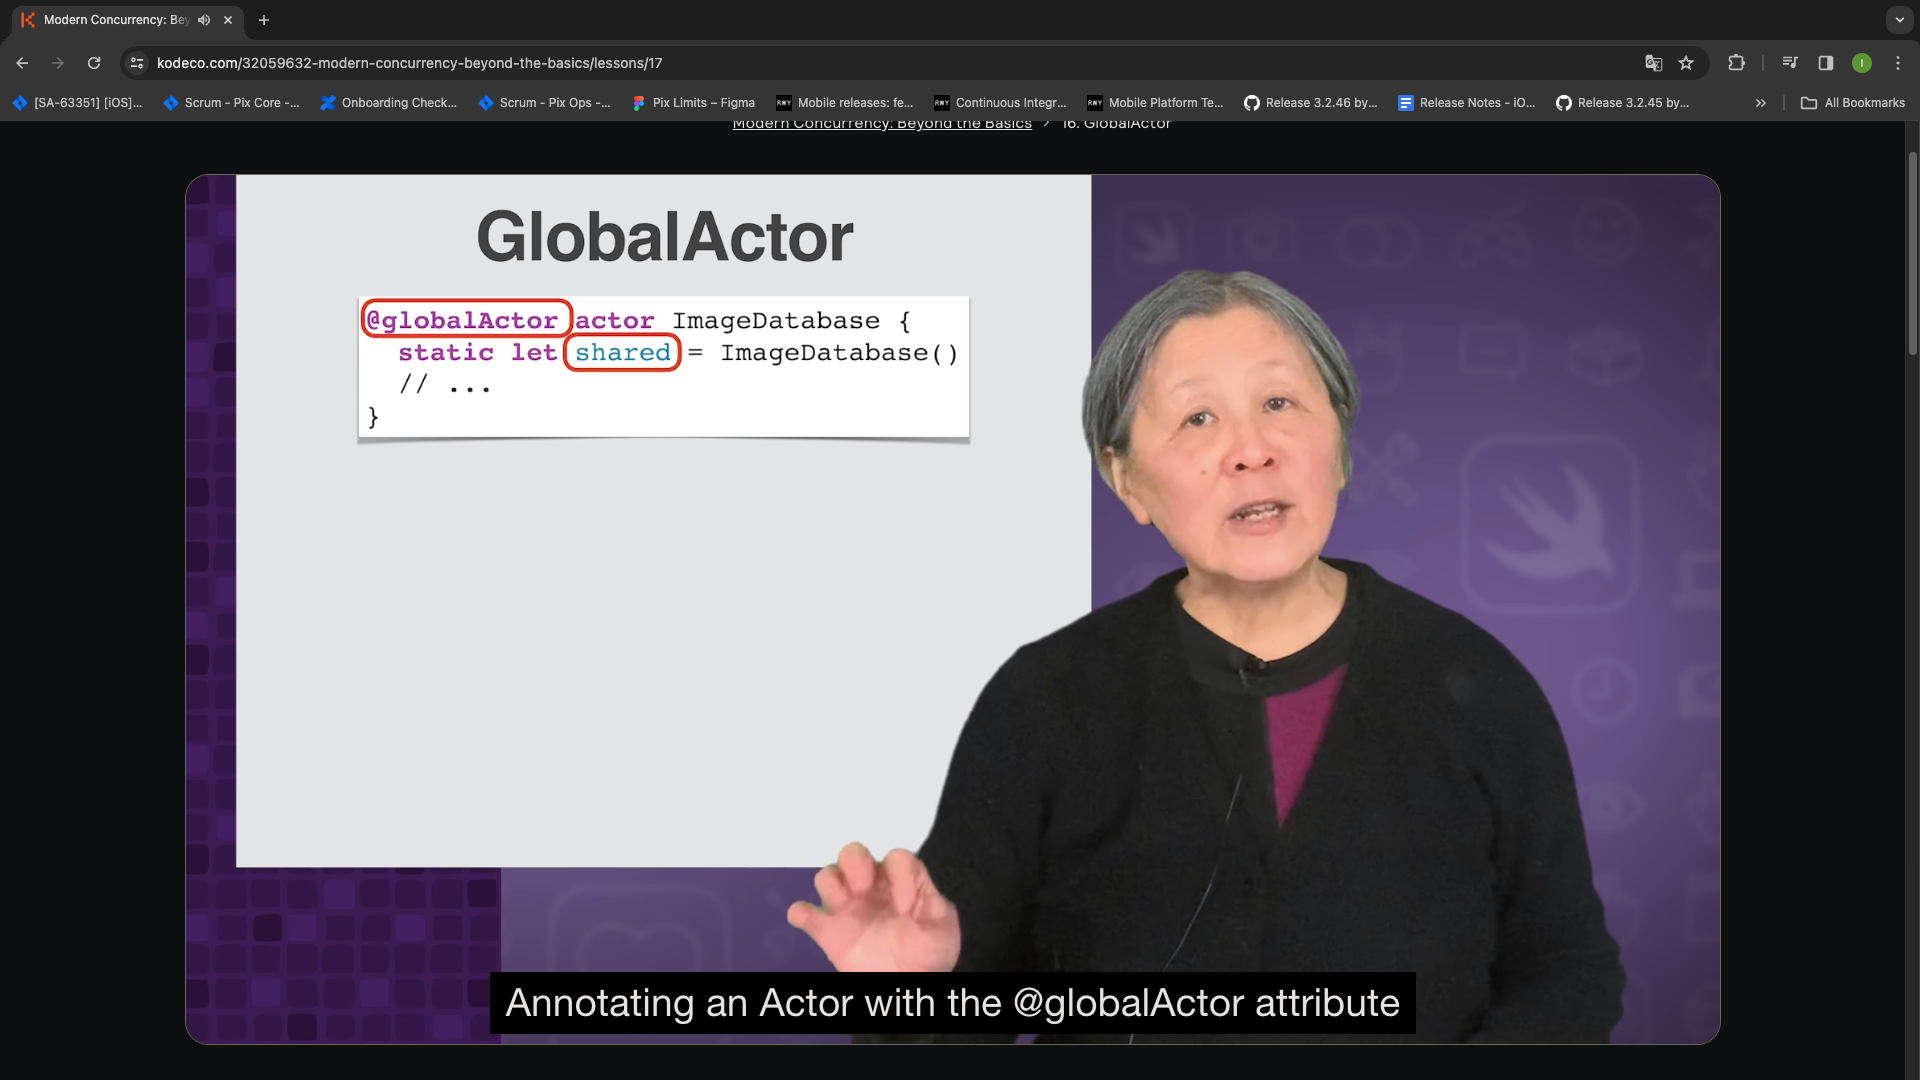 Modern Concurrency: Bey
kodeco.com/32059632-modern-concurrency-beyond-the-basics/lessons/17
[SA-63351] [iOS]...
Scrum - Pix Core -...
Onboarding Check...
Scrum - Pix Ops -...
Pix Limits – Figma
RWY Mobile releases: fe...
RWY Continuous Integr...
RWY Mobile Platform Te...
Release 3.2.46 by...
Release Notes - iO...
Release 3.2.45 by...
» All Bookmarks
Modern Concurrency: Beyond the Basics › 16. GlobalActor
GlobalActor
@globalActor actor ImageDatabase {
static let shared = ImageDatabase()
// ...
}
Annotating an Actor with the @globalActor attribute